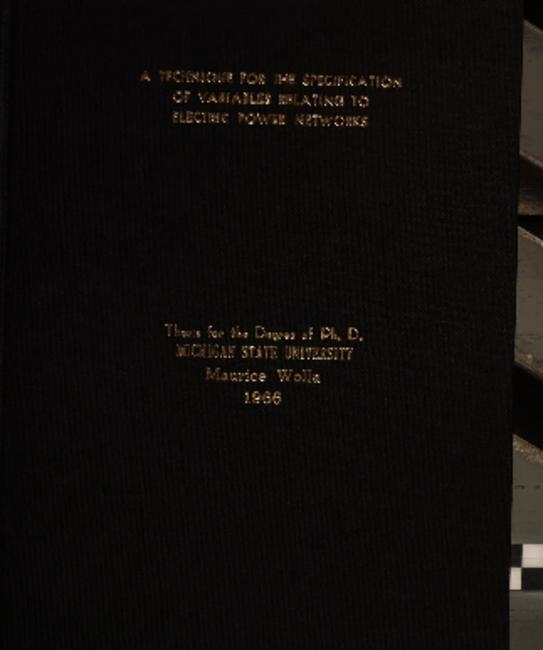 A TECHNIQUE FOR THE SPECIFICATION
OF VARIABLES RELATING TO
ELECTRIC POWER NETWORKS
Thesis for the Degree of Ph. D.
MICHIGAN STATE UNIVERSITY
Maurice Wolla
1966